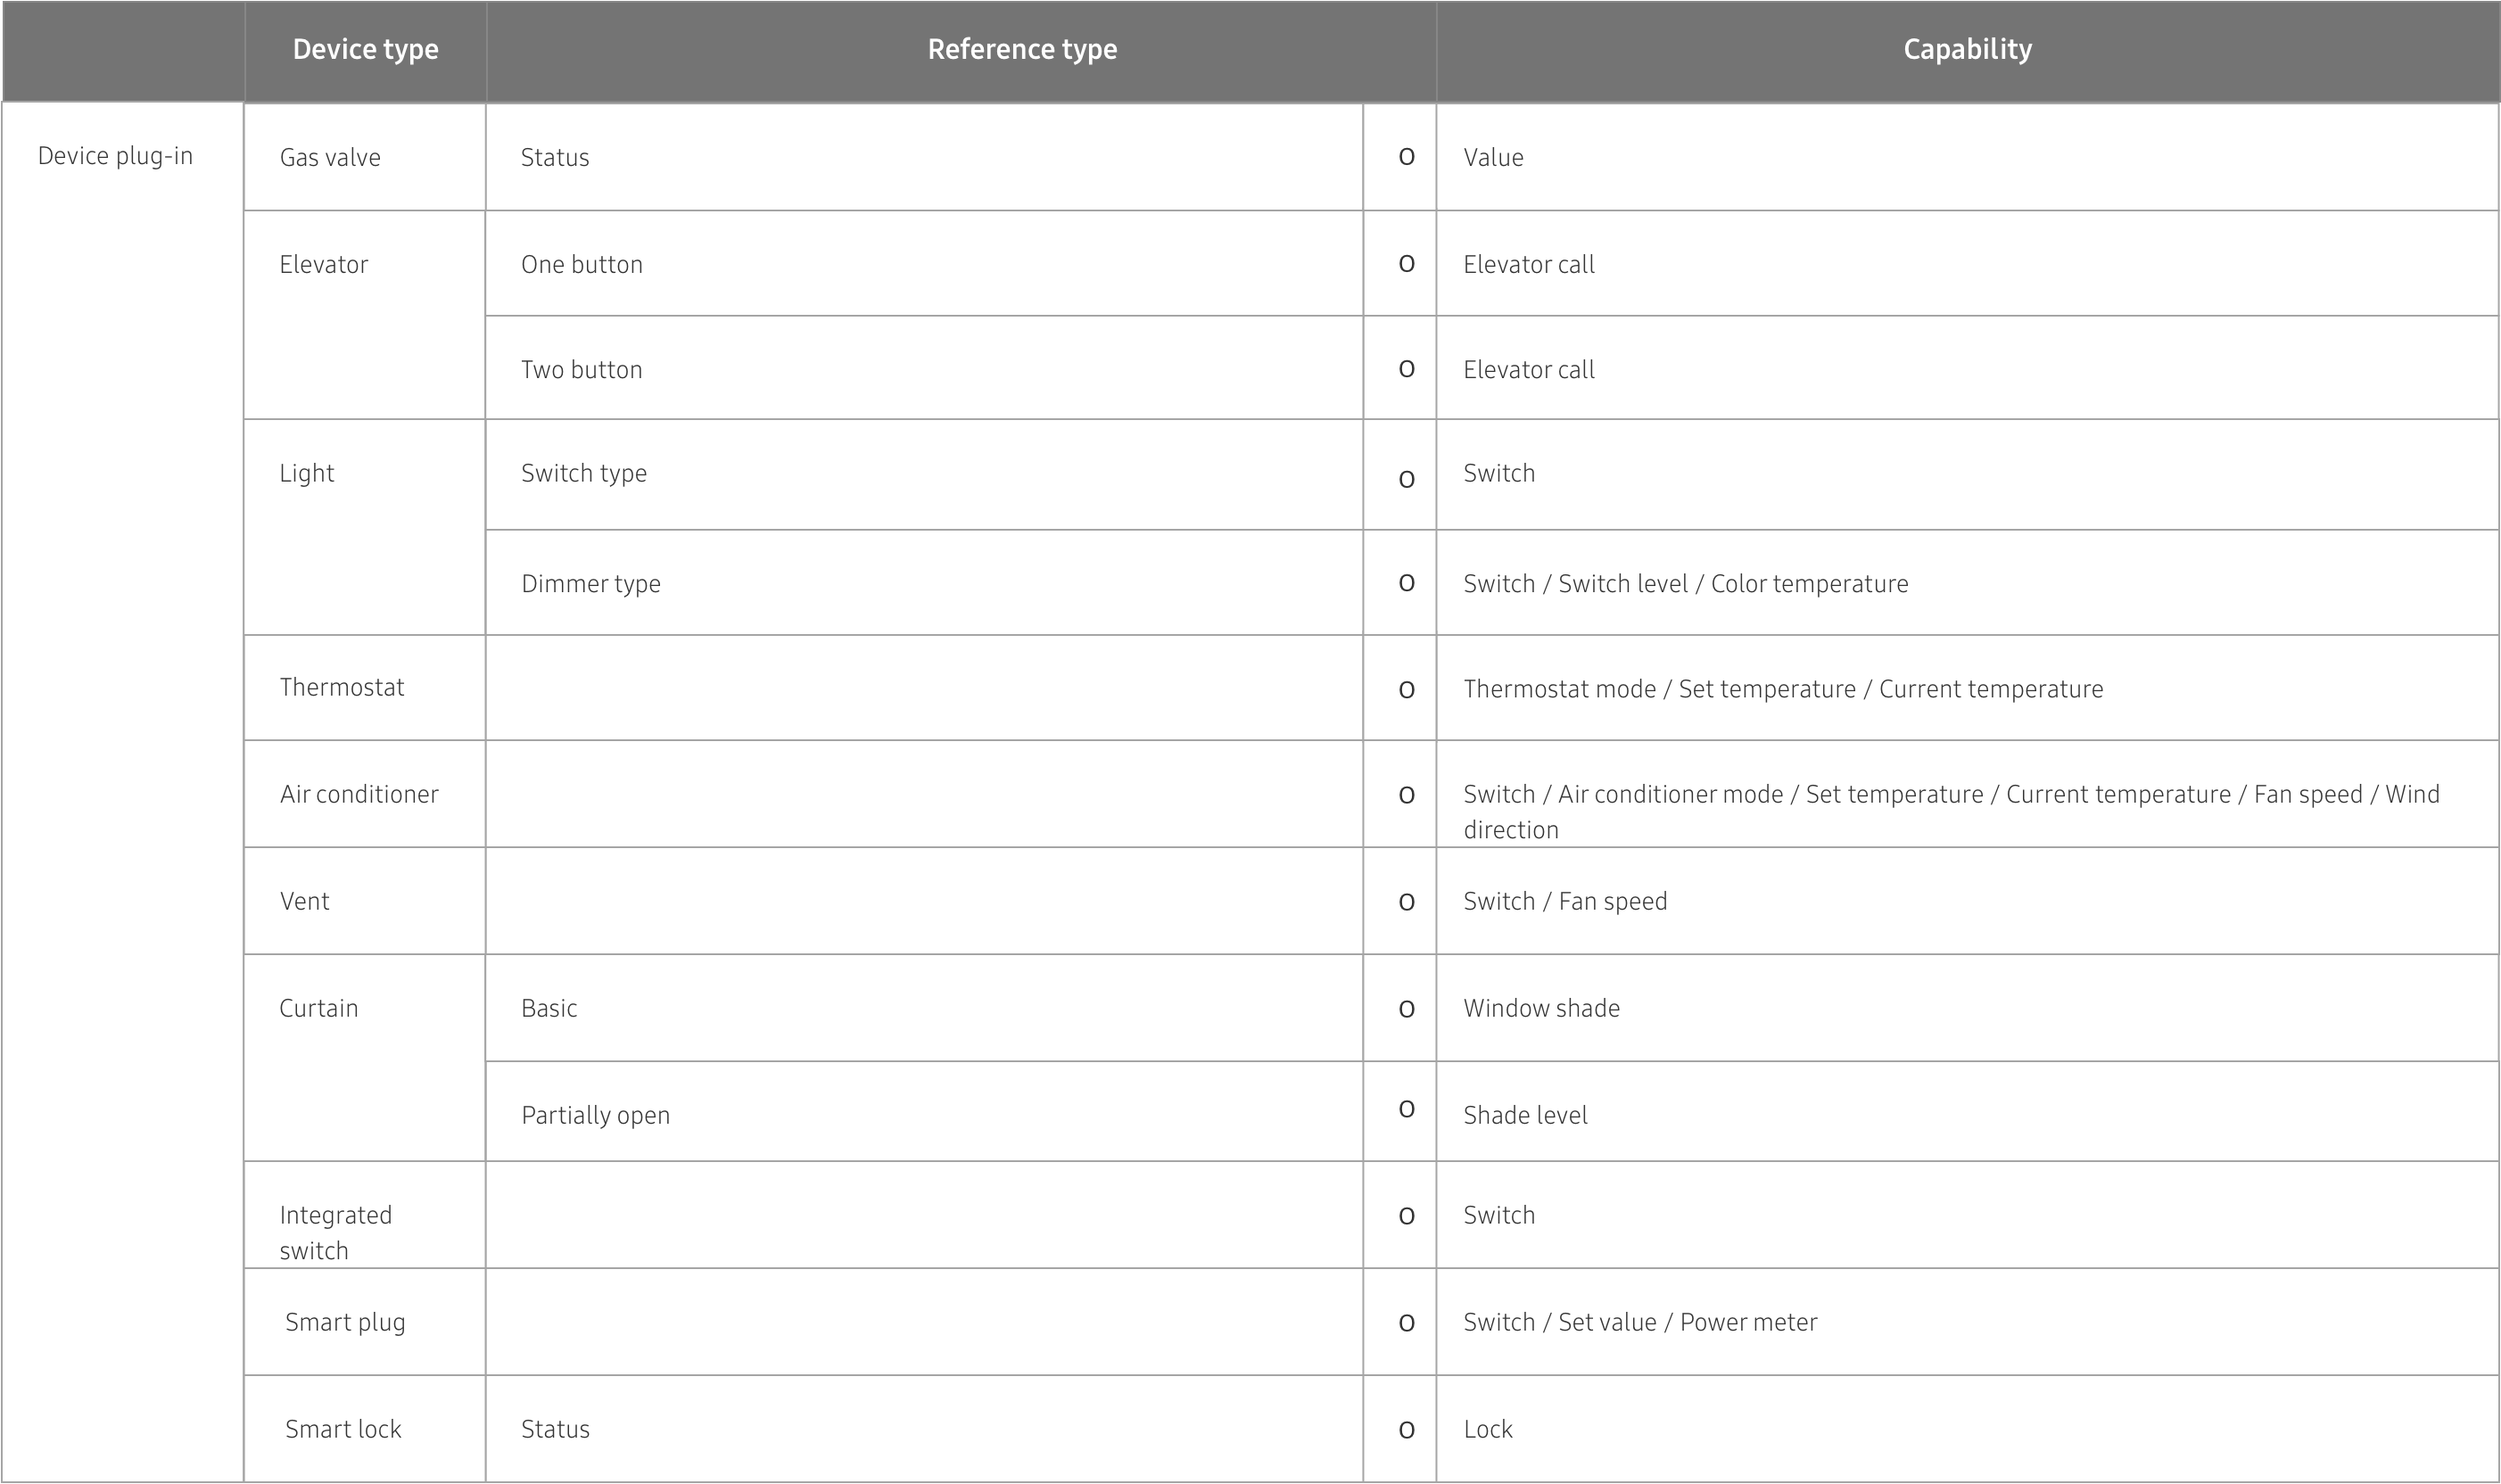 Device type Reference type Capability
Device plug-in Gas valve Status O Value
Elevator One button O Elevator call
Two button O Elevator call
Light Switch type O Switch
Dimmer type O Switch / Switch level / Color temperature
Thermostat O Thermostat mode / Set temperature / Current temperature
Air conditioner O Switch / Air conditioner mode / Set temperature / Current temperature / Fan speed / Wind
direction
Vent O Switch / Fan speed
Curtain Basic O Window shade
Partially open O Shade level
Integrated O Switch
switch
Smart plug O Switch / Set value / Power meter
Smart lock Status O Lock